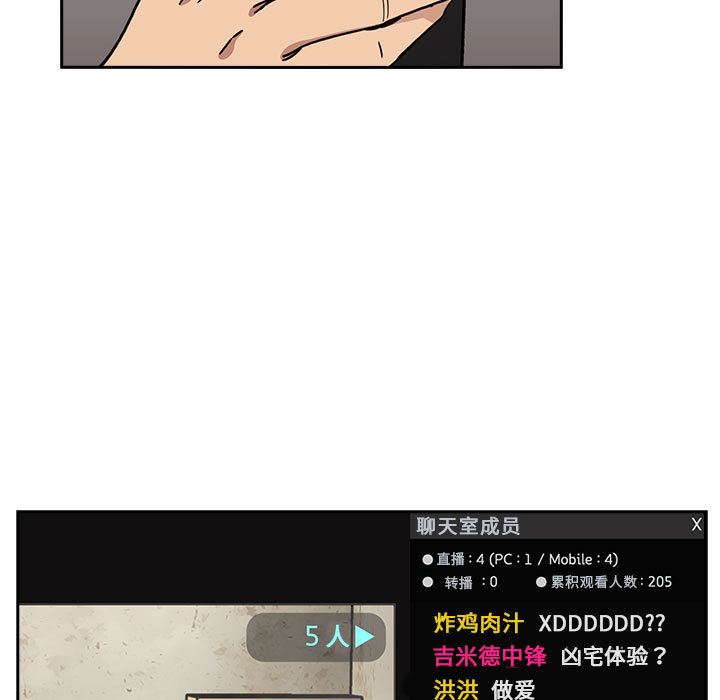 聊天室成员 X
●直播：4 (PC：1 / Mobile：4)
● 转播：0 ●累积观看人数：205
5人▶
炸鸡肉汁 XDDDDDD??
吉米德中锋 凶宅体验？
洪洪 做爱